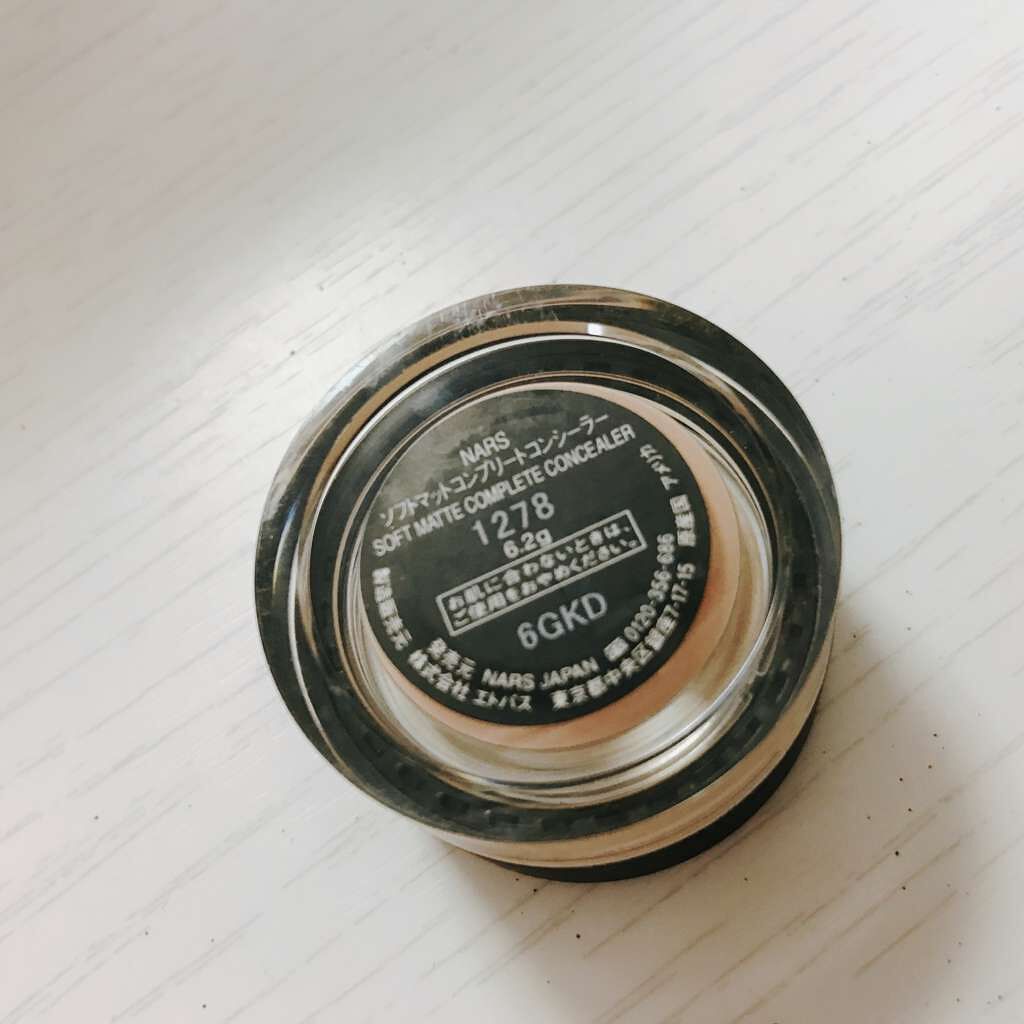 NARS
ソフトマットコンプリートコンシーラー
SOFT MATTE COMPLETE CONCEALER
1278
6.2g
お肌に合わないときは、
ご使用をおやめください。
6GKD
発売元 NARS JAPAN 0120-356-686 原産国 アメリカ
製造販売元 株式会社 エトバス 東京都中央区銀座7-17-15